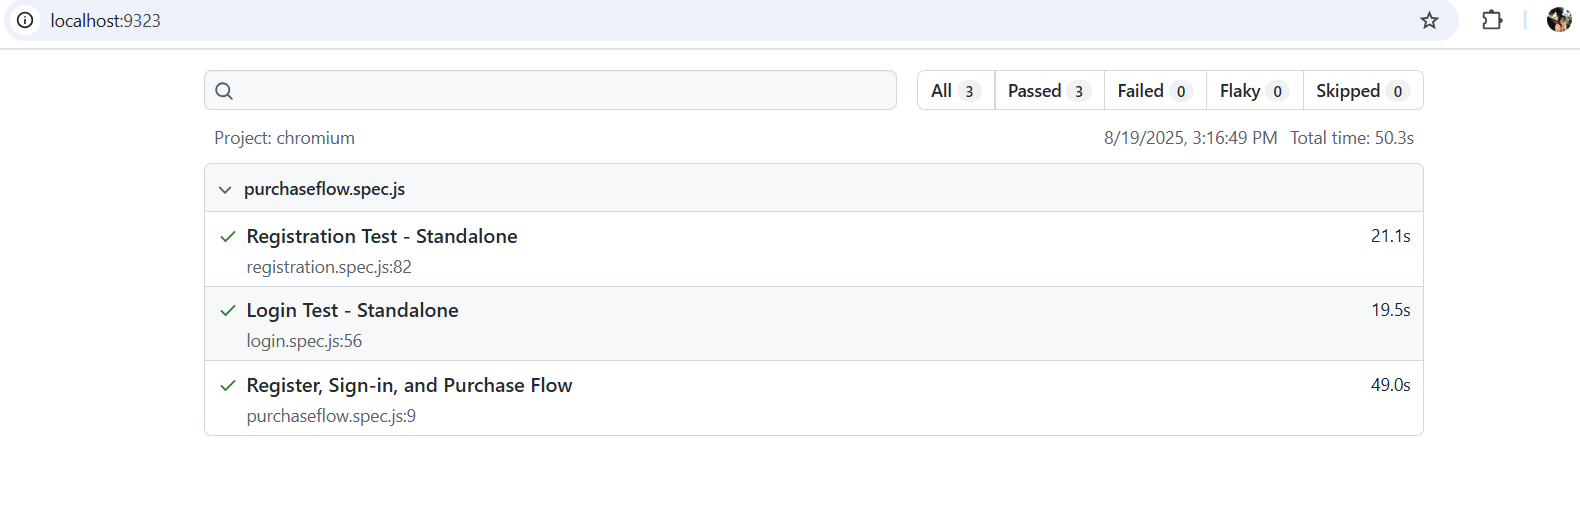 localhost:9323
All 3 Passed 3 Failed 0 Flaky 0 Skipped 0
Project: chromium 8/19/2025, 3:16:49 PM Total time: 50.3s
purchaseflow.spec.js
Registration Test - Standalone 21.1s
registration.spec.js:82
Login Test - Standalone 19.5s
login.spec.js:56
Register, Sign-in, and Purchase Flow 49.0s
purchaseflow.spec.js:9